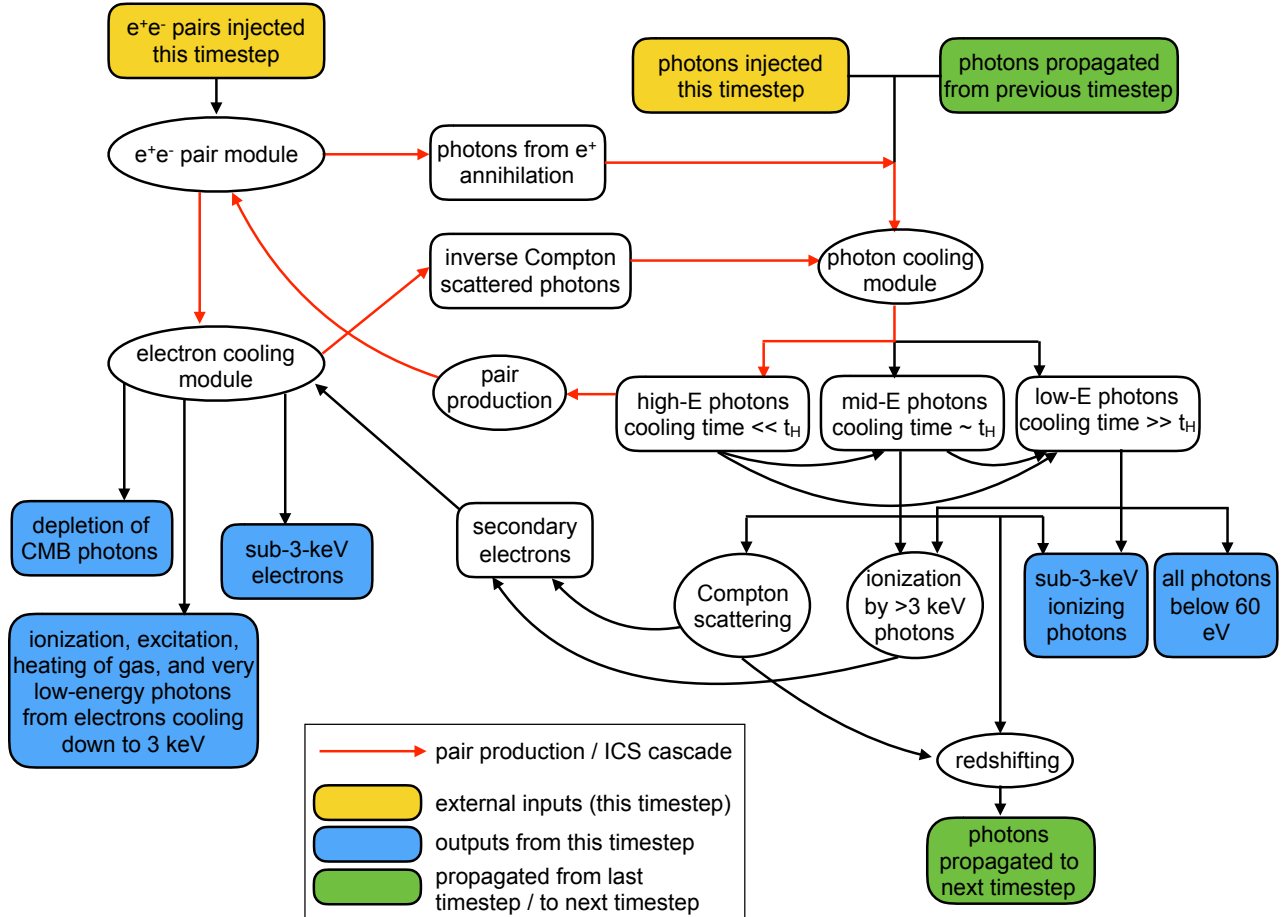 e⁺e⁻ pairs injected
this timestep
photons injected
this timestep
photons propagated
from previous timestep
e⁺e⁻ pair module
photons from e⁺
annihilation
inverse Compton
scattered photons
photon cooling
module
electron cooling
module
pair
production
high-E photons
cooling time << tH
mid-E photons
cooling time ~ tH
low-E photons
cooling time >> tH
depletion of
CMB photons
sub-3-keV
electrons
secondary
electrons
Compton
scattering
ionization
by >3 keV
photons
sub-3-keV
ionizing
photons
all photons
below 60
eV
ionization, excitation,
heating of gas, and very
low-energy photons
from electrons cooling
down to 3 keV
redshifting
photons
propagated to
next timestep
pair production / ICS cascade
external inputs (this timestep)
outputs from this timestep
propagated from last
timestep / to next timestep